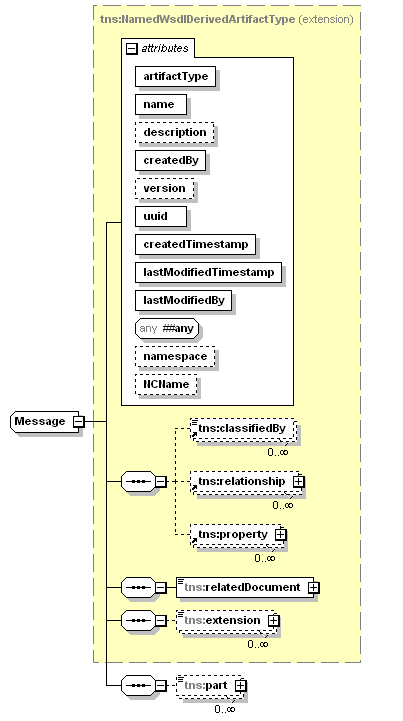 tns:NamedWsdlDerivedArtifactType (extension)
attributes
artifactType
name
description
createdBy
version
uuid
createdTimestamp
lastModifiedTimestamp
lastModifiedBy
any ##any
namespace
NCName
Message
tns:classifiedBy
0..∞
tns:relationship
0..∞
tns:property
0..∞
tns:relatedDocument
tns:extension
0..∞
tns:part
0..∞